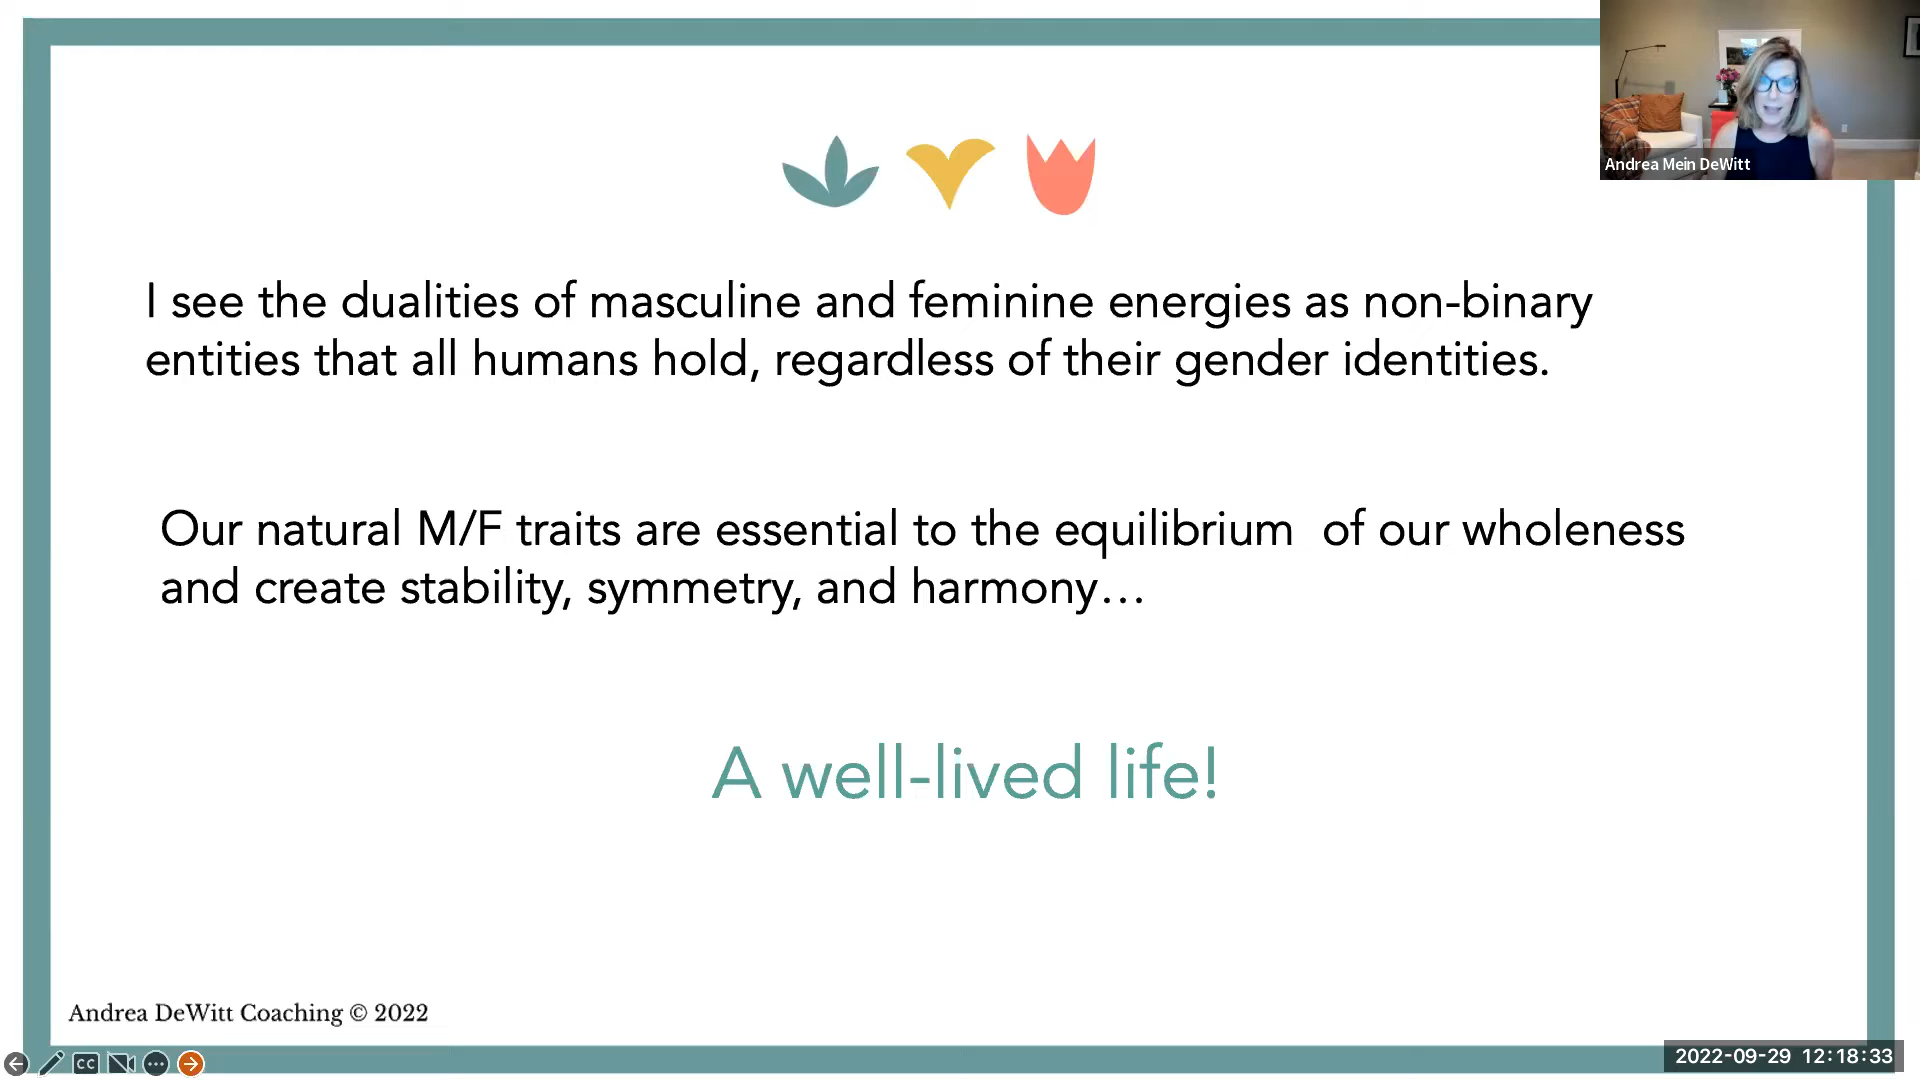 Andrea Mein DeWitt
I see the dualities of masculine and feminine energies as non-binary
entities that all humans hold, regardless of their gender identities.
Our natural M/F traits are essential to the equilibrium  of our wholeness
and create stability, symmetry, and harmony…
A well-lived life!
Andrea DeWitt Coaching © 2022
CC
2022-09-29 12:18:33